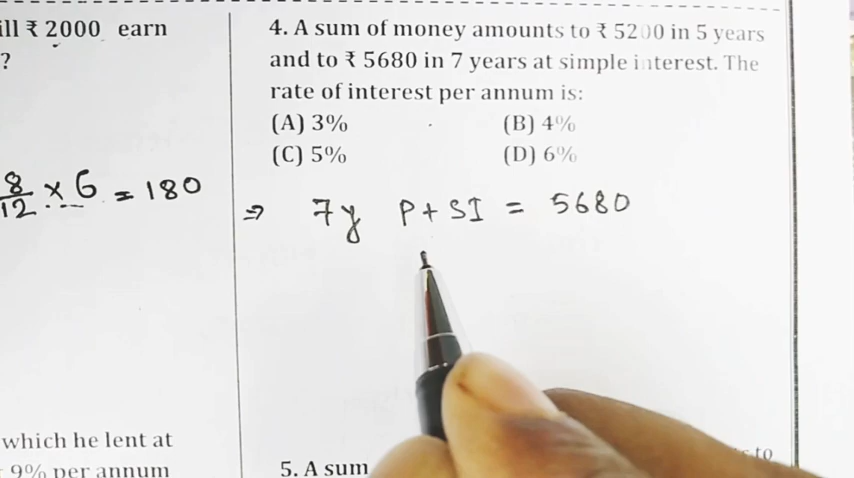 ill ₹ 2000 earn
?
8/12 × 6 = 180
4. A sum of money amounts to ₹ 5200 in 5 years
and to ₹ 5680 in 7 years at simple interest. The
rate of interest per annum is:
(A) 3% (B) 4%
(C) 5% (D) 6%
⇒ 7y P + SI = 5680
which he lent at
9% per annum
5. A sum
to